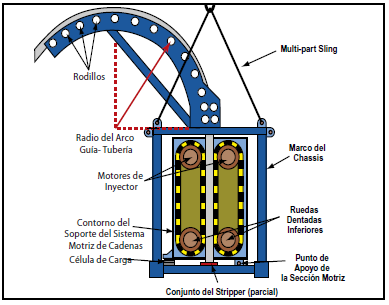 Multi-part Sling
Rodillos
Radio del Arco
Guía- Tubería
Marco del
Chassis
Motores de
Inyector
Contorno del
Soporte del Sistema
Motriz de Cadenas
Ruedas
Dentadas
Inferiores
Célula de Carga
Punto de
Apoyo de
la Sección Motriz
Conjunto del Stripper (parcial)